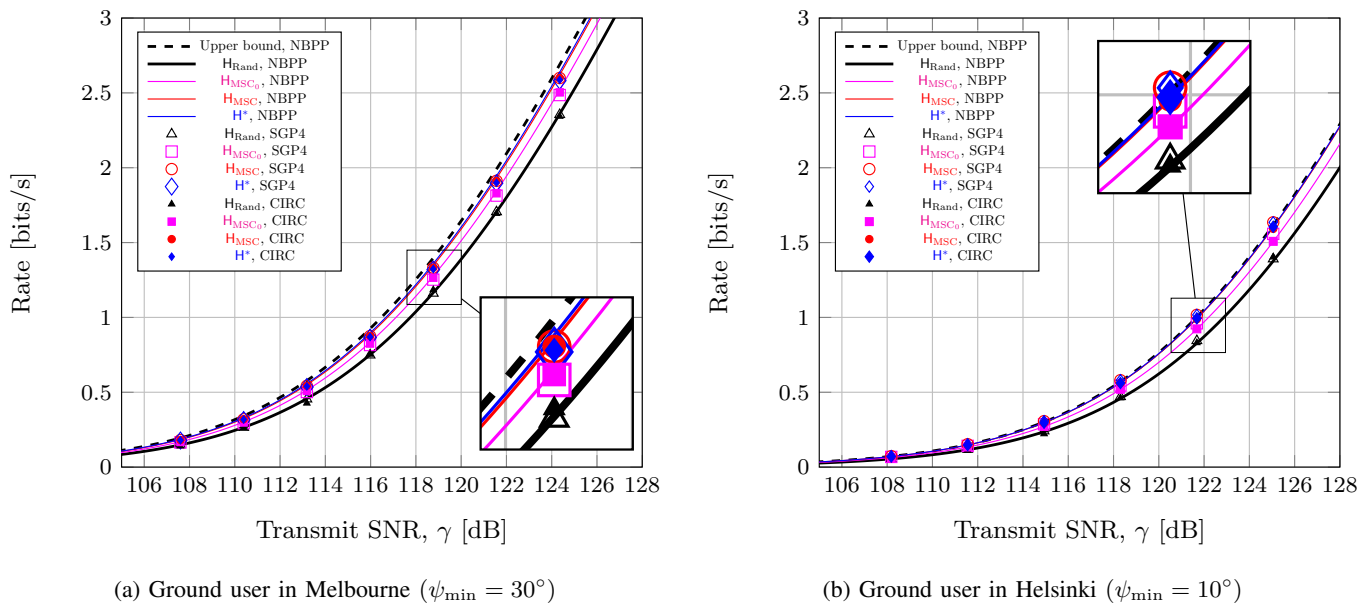 3
2.5
2
1.5
1
0.5
0
Rate [bits/s]
Upper bound, NBPP
H_Rand, NBPP
H_MSC₀, NBPP
H_MSC, NBPP
H*, NBPP
H_Rand, SGP4
H_MSC₀, SGP4
H_MSC, SGP4
H*, SGP4
H_Rand, CIRC
H_MSC₀, CIRC
H_MSC, CIRC
H*, CIRC
106 108 110 112 114 116 118 120 122 124 126 128
Transmit SNR, γ [dB]
(a) Ground user in Melbourne (ψ_min = 30°)
3
2.5
2
1.5
1
0.5
0
Rate [bits/s]
Upper bound, NBPP
H_Rand, NBPP
H_MSC₀, NBPP
H_MSC, NBPP
H*, NBPP
H_Rand, SGP4
H_MSC₀, SGP4
H_MSC, SGP4
H*, SGP4
H_Rand, CIRC
H_MSC₀, CIRC
H_MSC, CIRC
H*, CIRC
106 108 110 112 114 116 118 120 122 124 126 128
Transmit SNR, γ [dB]
(b) Ground user in Helsinki (ψ_min = 10°)